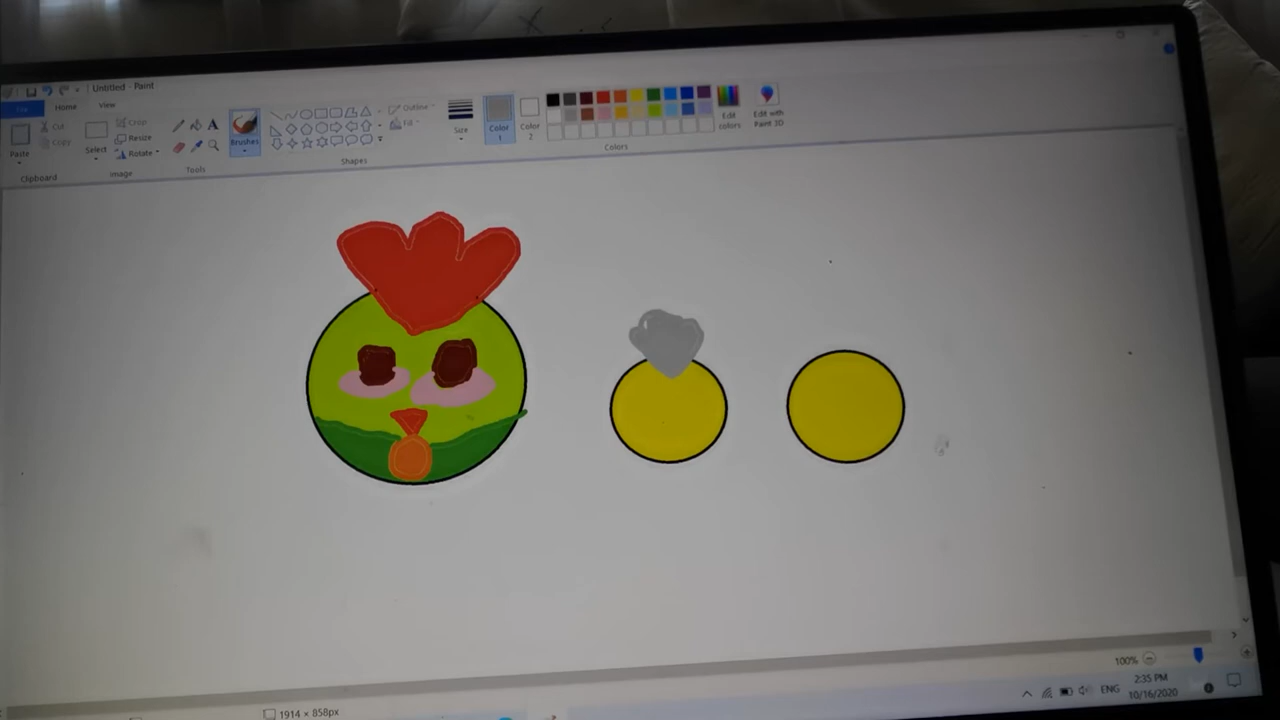 Untitled - Paint
File
Home
View
Paste
Cut
Copy
Clipboard
Select
Crop
Resize
Rotate
Image
A
Tools
Brushes
Shapes
Outline
Fill
Size
Color 1
Color 2
Edit colors
Edit with Paint 3D
Colors
1914 × 858px
100%
ENG
2:35 PM
10/16/2020